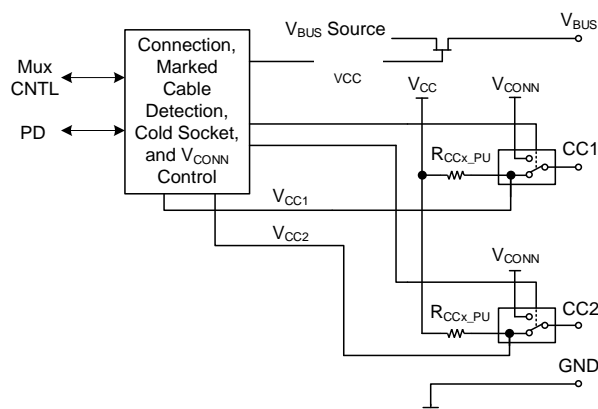 Connection,
Marked
Cable
Detection,
Cold Socket,
and VCONN
Control
Mux
CNTL
PD
VBUS Source
VBUS
VCC
VCC
VCONN
CC1
RCCx_PU
VCC1
VCC2
VCONN
CC2
RCCx_PU
GND